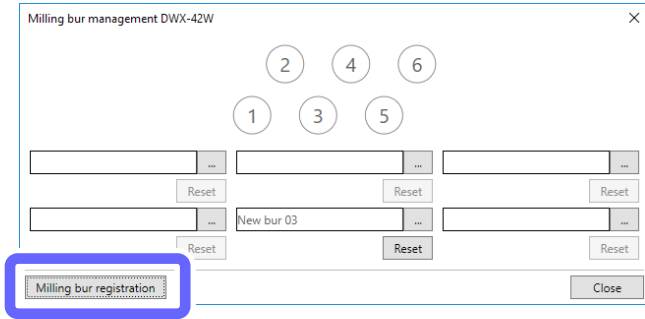 Milling bur management DWX-42W
2 4 6
1 3 5
... ... ...
Reset Reset Reset
... New bur 03 ... ...
Reset Reset Reset
Milling bur registration Close